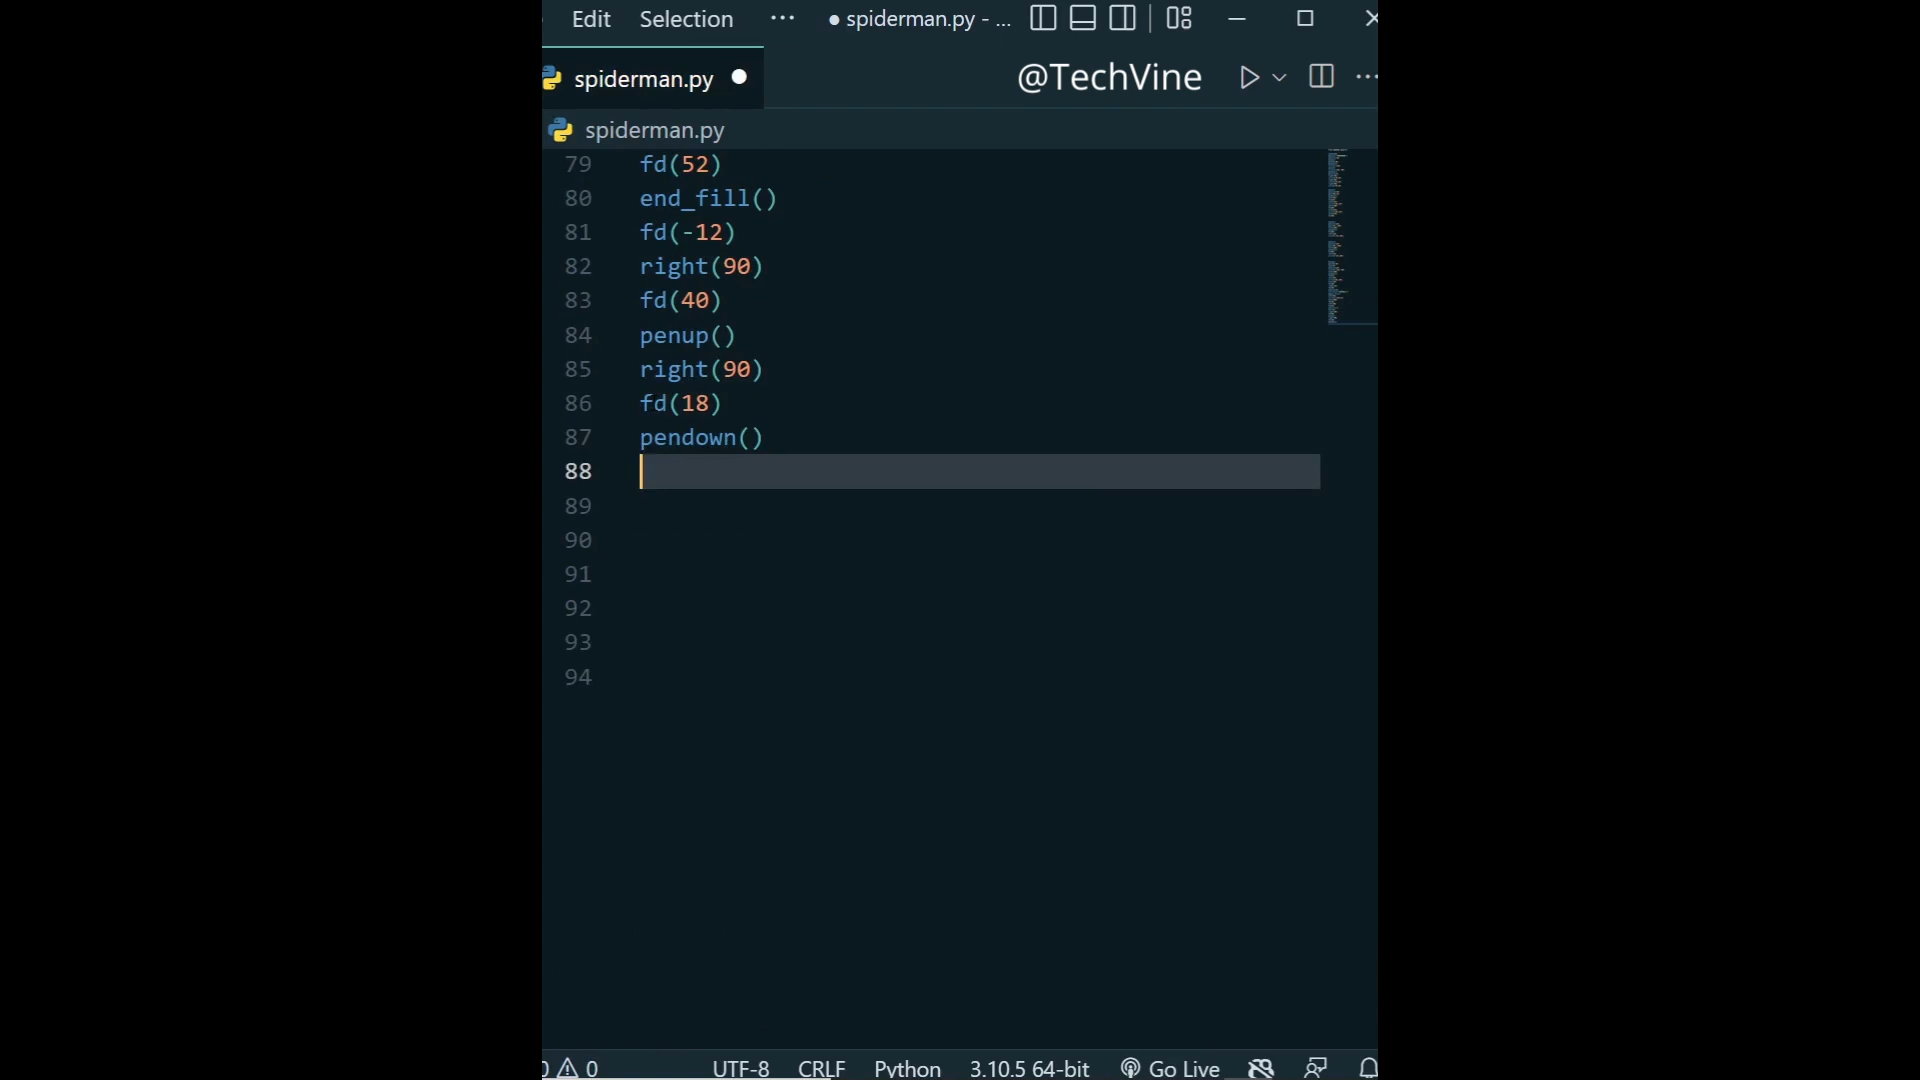 Edit Selection ··· ● spiderman.py - ...
spiderman.py ●
@TechVine
spiderman.py
79 fd(52)
80 end_fill()
81 fd(-12)
82 right(90)
83 fd(40)
84 penup()
85 right(90)
86 fd(18)
87 pendown()
88
89
90
91
92
93
94
0 UTF-8 CRLF Python 3.10.5 64-bit Go Live